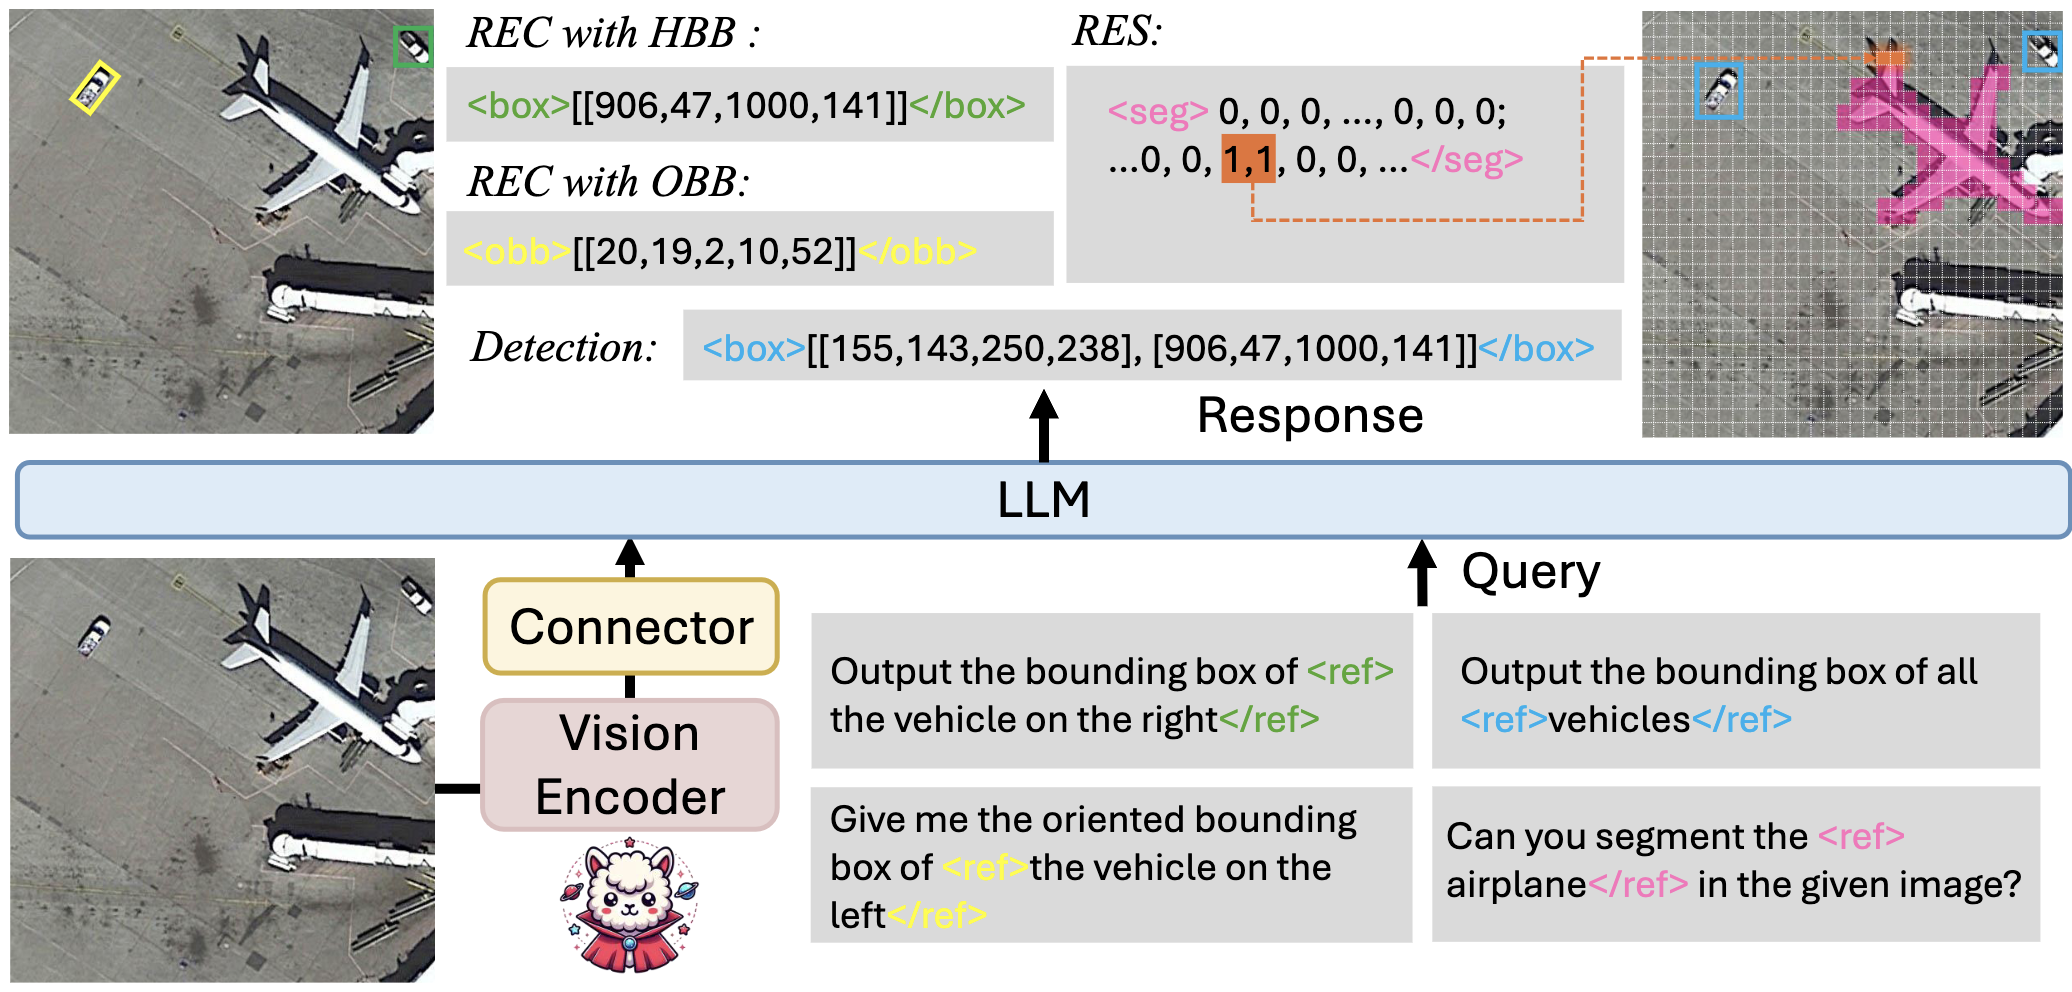 REC with HBB :
<box>[[906,47,1000,141]]</box>
REC with OBB:
<obb>[[20,19,2,10,52]]</obb>
RES:
<seg> 0, 0, 0, ..., 0, 0, 0;
...0, 0, 1,1, 0, 0, ...</seg>
Detection:
<box>[[155,143,250,238], [906,47,1000,141]]</box>
Response
LLM
Connector
Vision
Encoder
Query
Output the bounding box of <ref>
the vehicle on the right</ref>
Output the bounding box of all
<ref>vehicles</ref>
Give me the oriented bounding
box of <ref>the vehicle on the
left</ref>
Can you segment the <ref>
airplane</ref> in the given image?